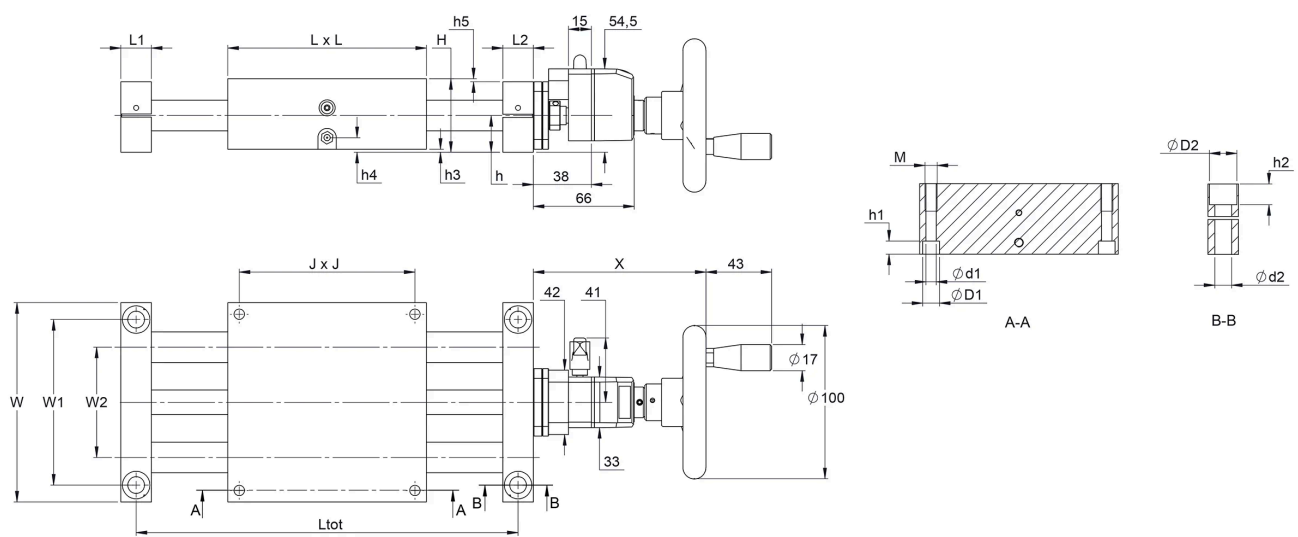 h5
15
54,5
L1
L x L
H
L2
h4
h3
h
38
66
M
ØD2
h2
h1
Ød1
ØD1
Ød2
A-A
B-B
J x J
X
43
42
41
Ø17
W
W1
W2
Ø100
33
A
A
B
B
Ltot